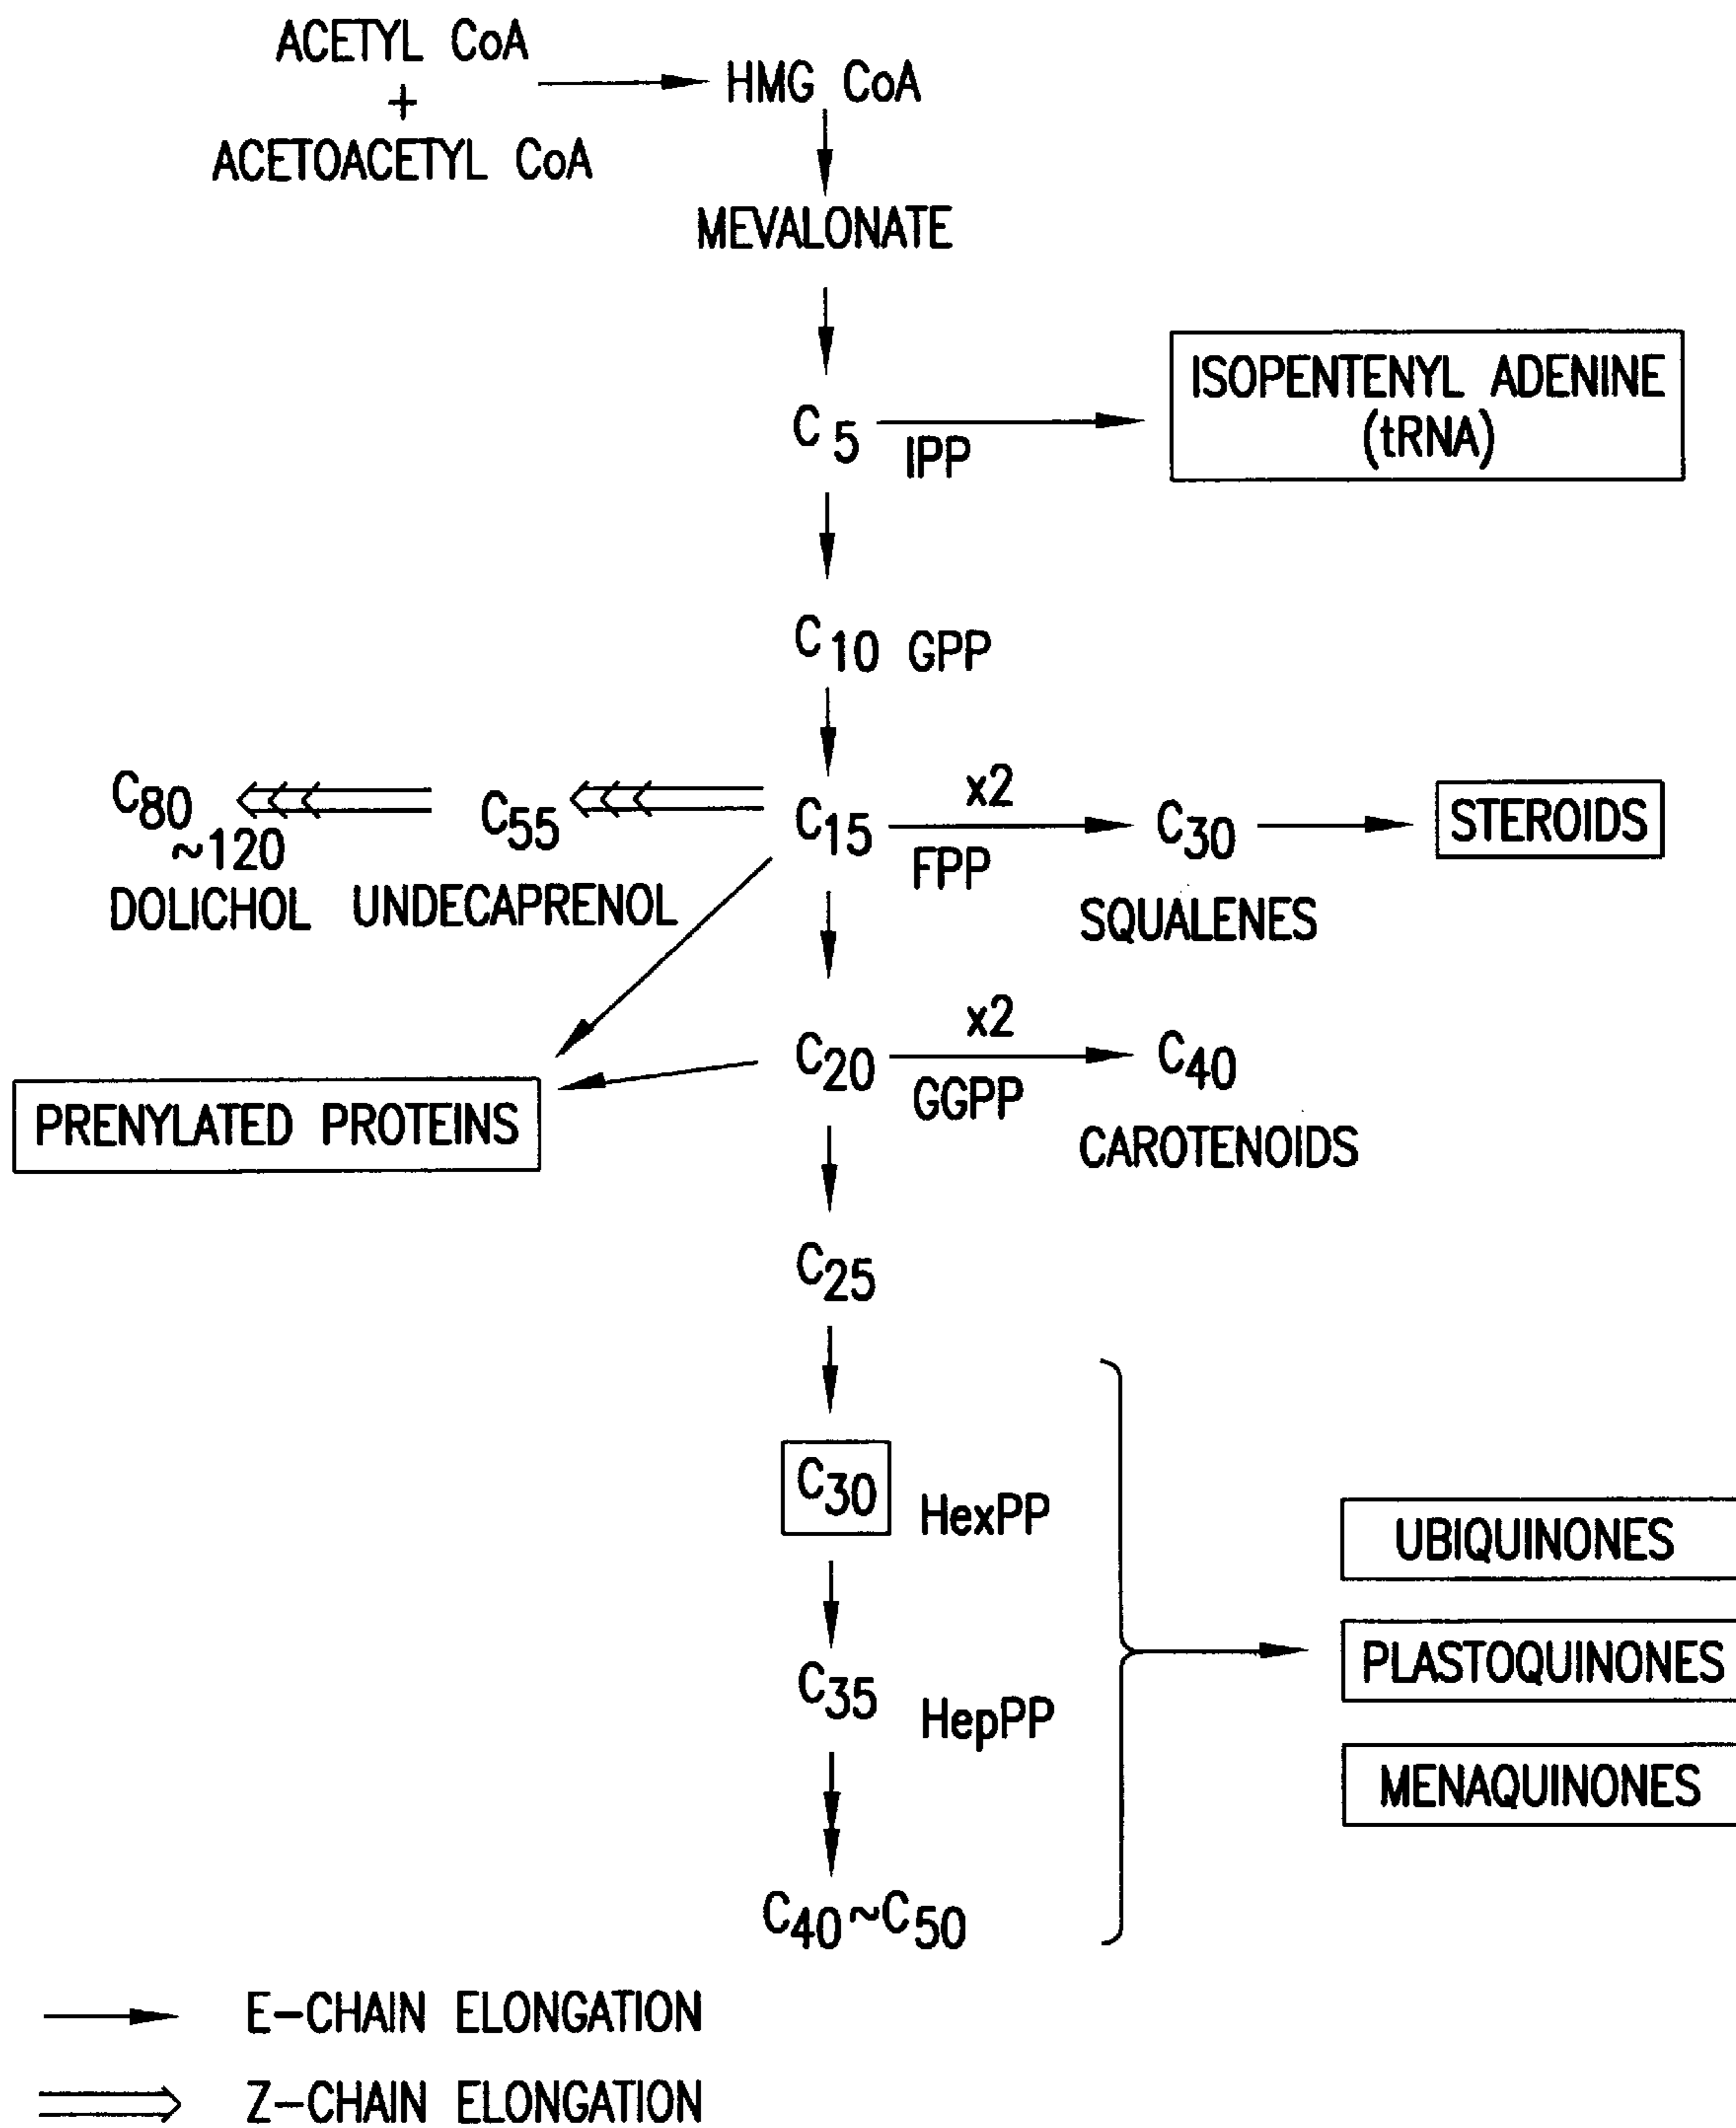 ACETYL CoA
+
ACETOACETYL CoA
HMG CoA
MEVALONATE
C5
IPP
ISOPENTENYL ADENINE
(tRNA)
C10 GPP
C80
~120
DOLICHOL
C55
UNDECAPRENOL
C15
x2
FPP
C30
SQUALENES
STEROIDS
C20
x2
GGPP
C40
CAROTENOIDS
PRENYLATED PROTEINS
C25
C30
HexPP
C35
HepPP
C40~C50
UBIQUINONES
PLASTOQUINONES
MENAQUINONES
E-CHAIN ELONGATION
Z-CHAIN ELONGATION